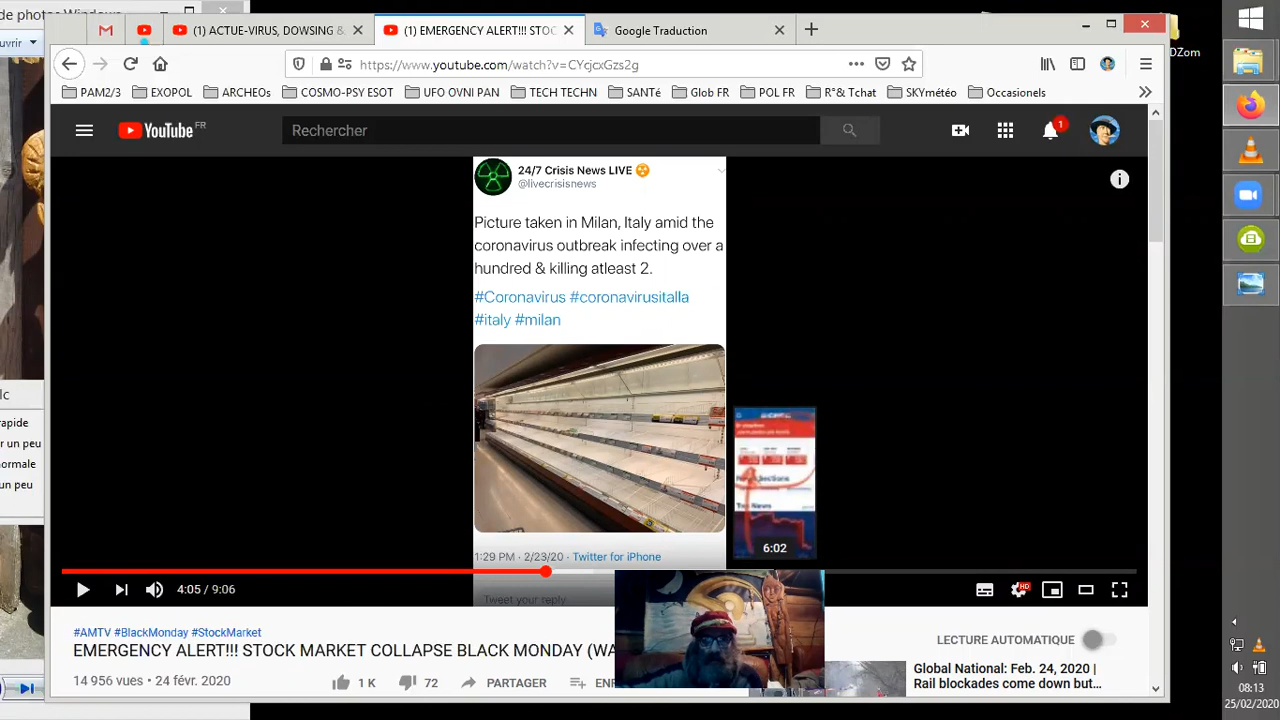 de photos Windows
uvrir
(1) ACTUE-VIRUS, DOWSING &
(1) EMERGENCY ALERT!!! STOC
Google Traduction
https://www.youtube.com/watch?v=CYcjcxGzs2g
PAM2/3 EXOPOL ARCHEOs COSMO-PSY ESOT UFO OVNI PAN TECH TECHN SANTé Glob FR POL FR R°& Tchat SKYmétéo Occasionels
DZom
YouTube FR
Rechercher
1
24/7 Crisis News LIVE
@livecrisisnews
Picture taken in Milan, Italy amid the
coronavirus outbreak infecting over a
hundred & killing atleast 2.
#Coronavirus #coronavirusitalla
#italy #milan
lc
rapide
r un peu
normale
un peu
6:02
1:29 PM · 2/23/20 · Twitter for iPhone
Tweet your reply
4:05 / 9:06
HD
#AMTV #BlackMonday #StockMarket
EMERGENCY ALERT!!! STOCK MARKET COLLAPSE BLACK MONDAY (WA
14 956 vues • 24 févr. 2020
1 K
72
PARTAGER
ENR
LECTURE AUTOMATIQUE
Global National: Feb. 24, 2020 |
Rail blockades come down but...
08:13
25/02/2020